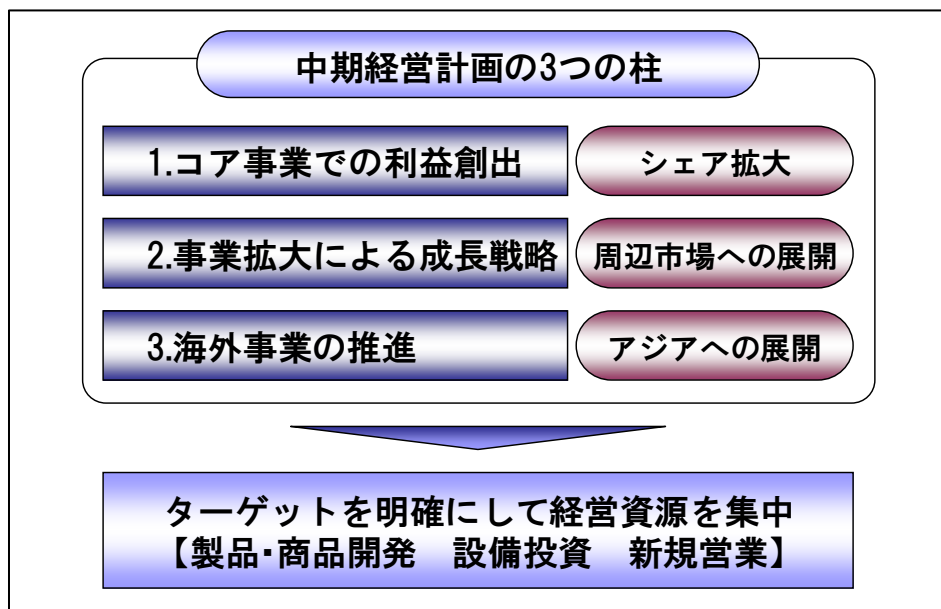 中期経営計画の3つの柱
1.コア事業での利益創出
シェア拡大
2.事業拡大による成長戦略
周辺市場への展開
3.海外事業の推進
アジアへの展開
ターゲットを明確にして経営資源を集中
【製品・商品開発　設備投資　新規営業】